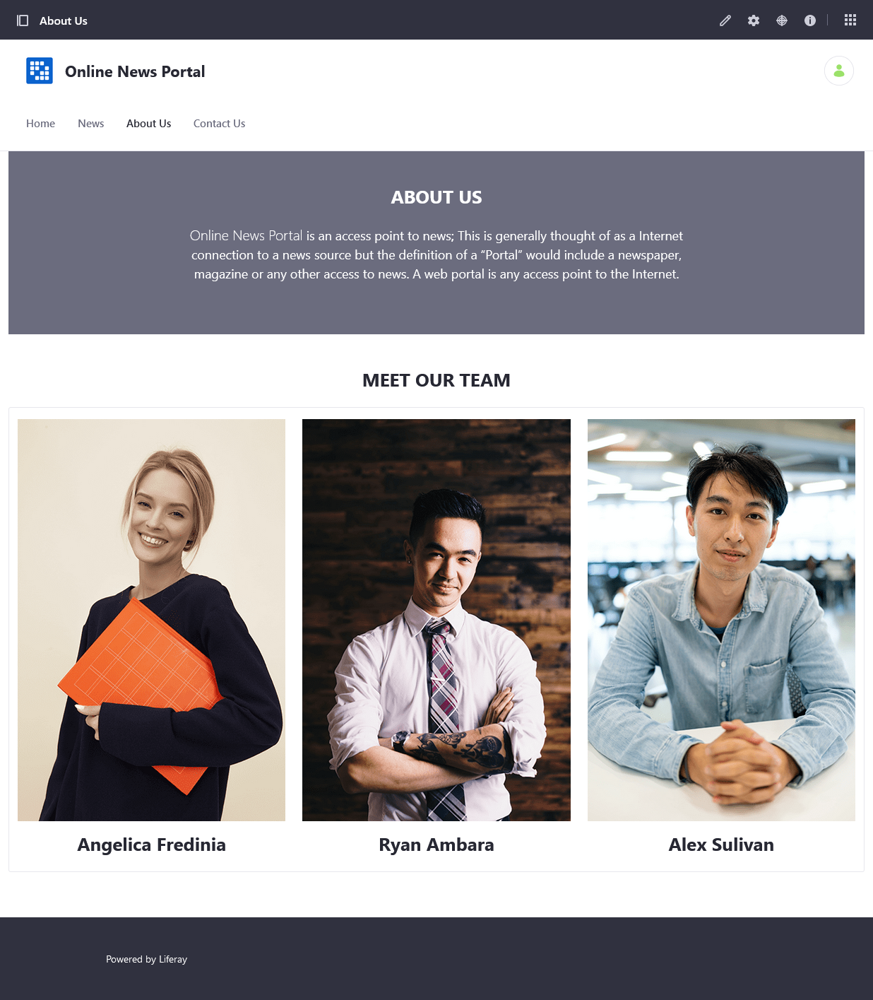 About Us
Online News Portal
Home News About Us Contact Us
ABOUT US
Online News Portal is an access point to news; This is generally thought of as a Internet
connection to a news source but the definition of a “Portal” would include a newspaper,
magazine or any other access to news. A web portal is any access point to the Internet.
MEET OUR TEAM
Angelica Fredinia
Ryan Ambara
Alex Sulivan
Powered by Liferay